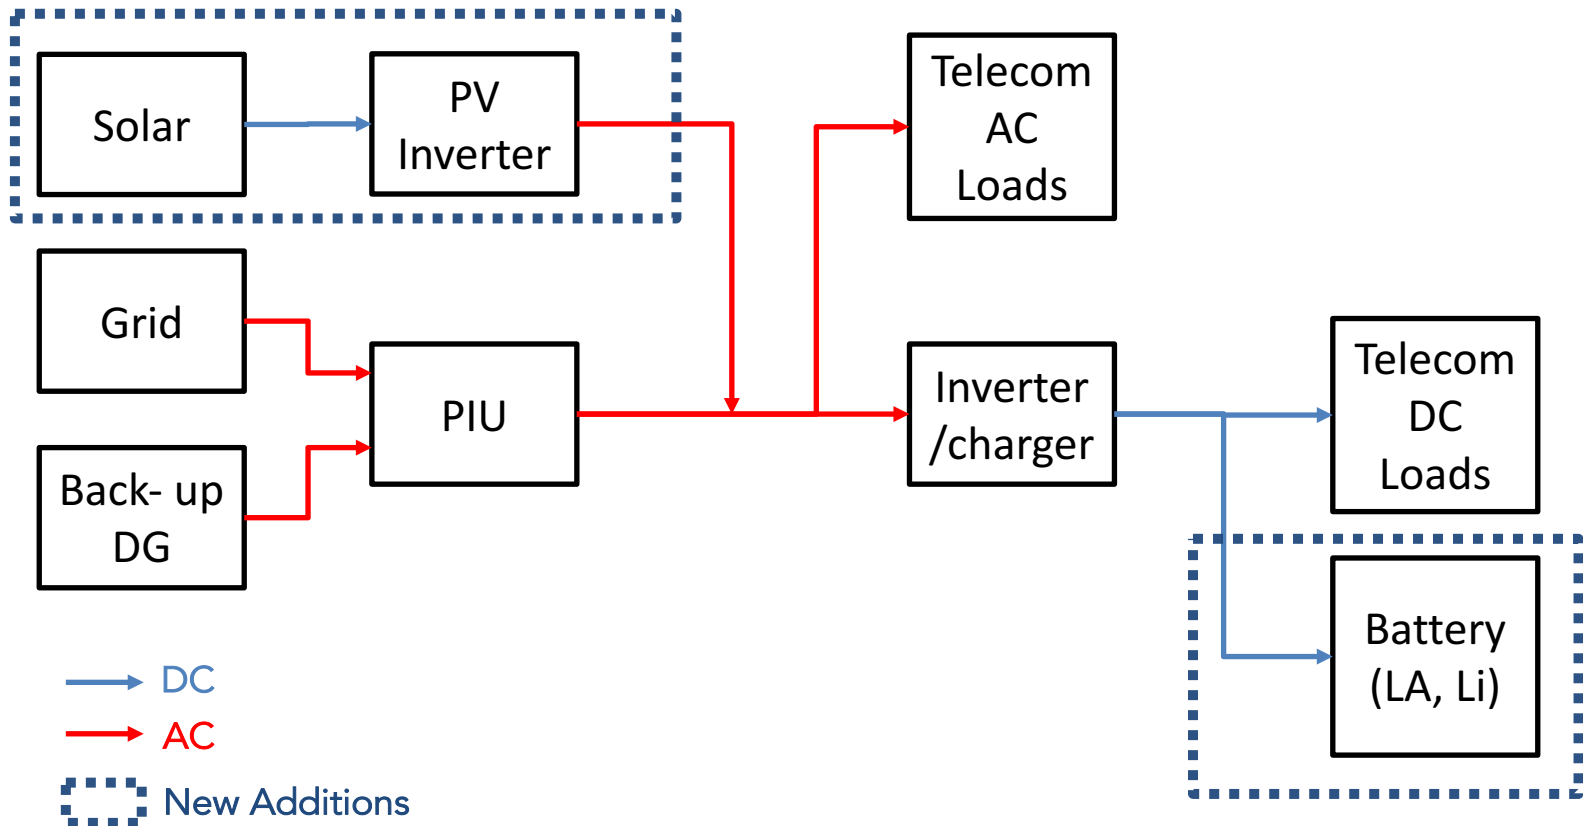 Solar
PV
Inverter
Telecom
AC
Loads
Grid
PIU
Inverter
/charger
Telecom
DC
Loads
Back- up
DG
Battery
(LA, Li)
DC
AC
New Additions